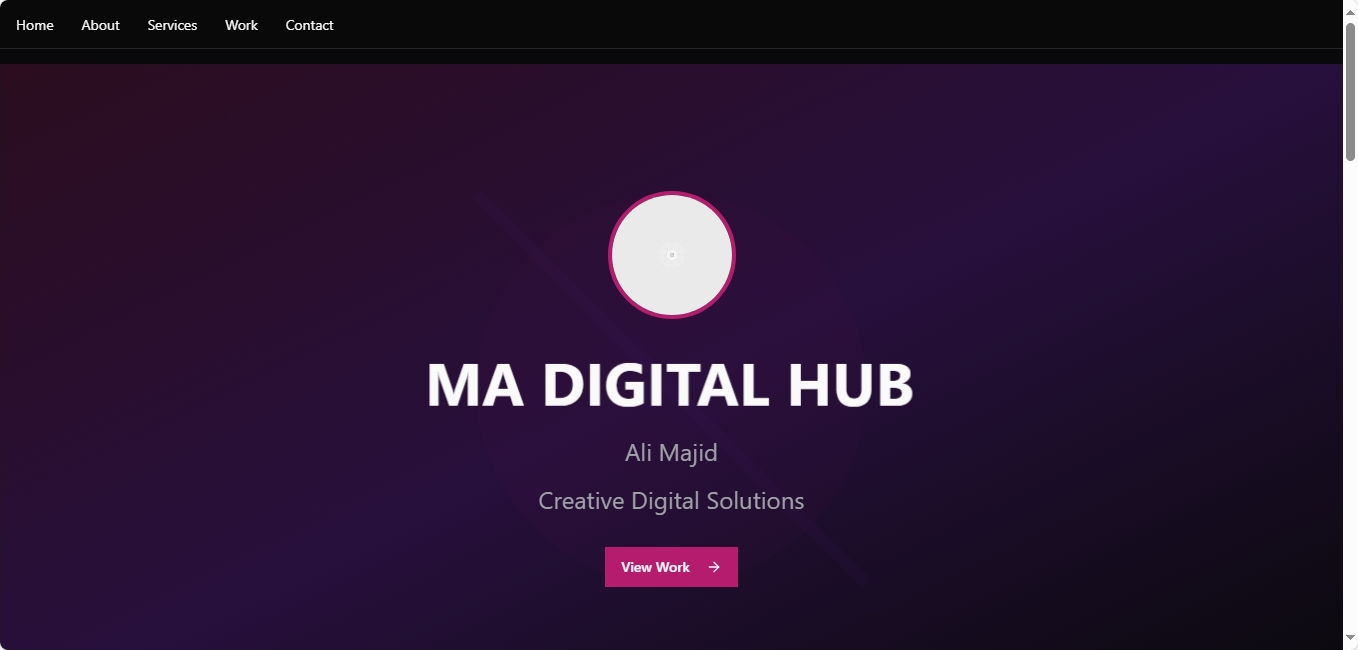 Home About Services Work Contact
MA DIGITAL HUB
Ali Majid
Creative Digital Solutions
View Work